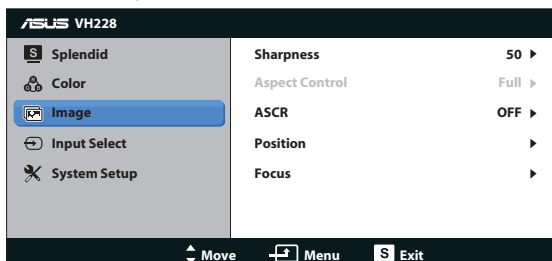 ASUS VH228
S Splendid
Color
Image
Input Select
System Setup
Sharpness 50
Aspect Control Full
ASCR OFF
Position
Focus
Move Menu S Exit